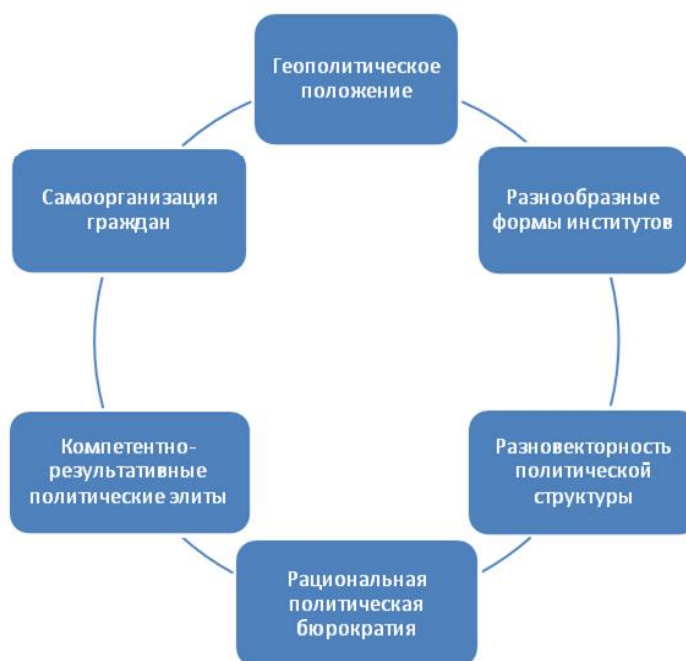 Геополитическое
положение
Разнообразные
формы институтов
Разновекторность
политической
структуры
Рациональная
политическая
бюрократия
Компетентно-
результативные
политические элиты
Самоорганизация
граждан